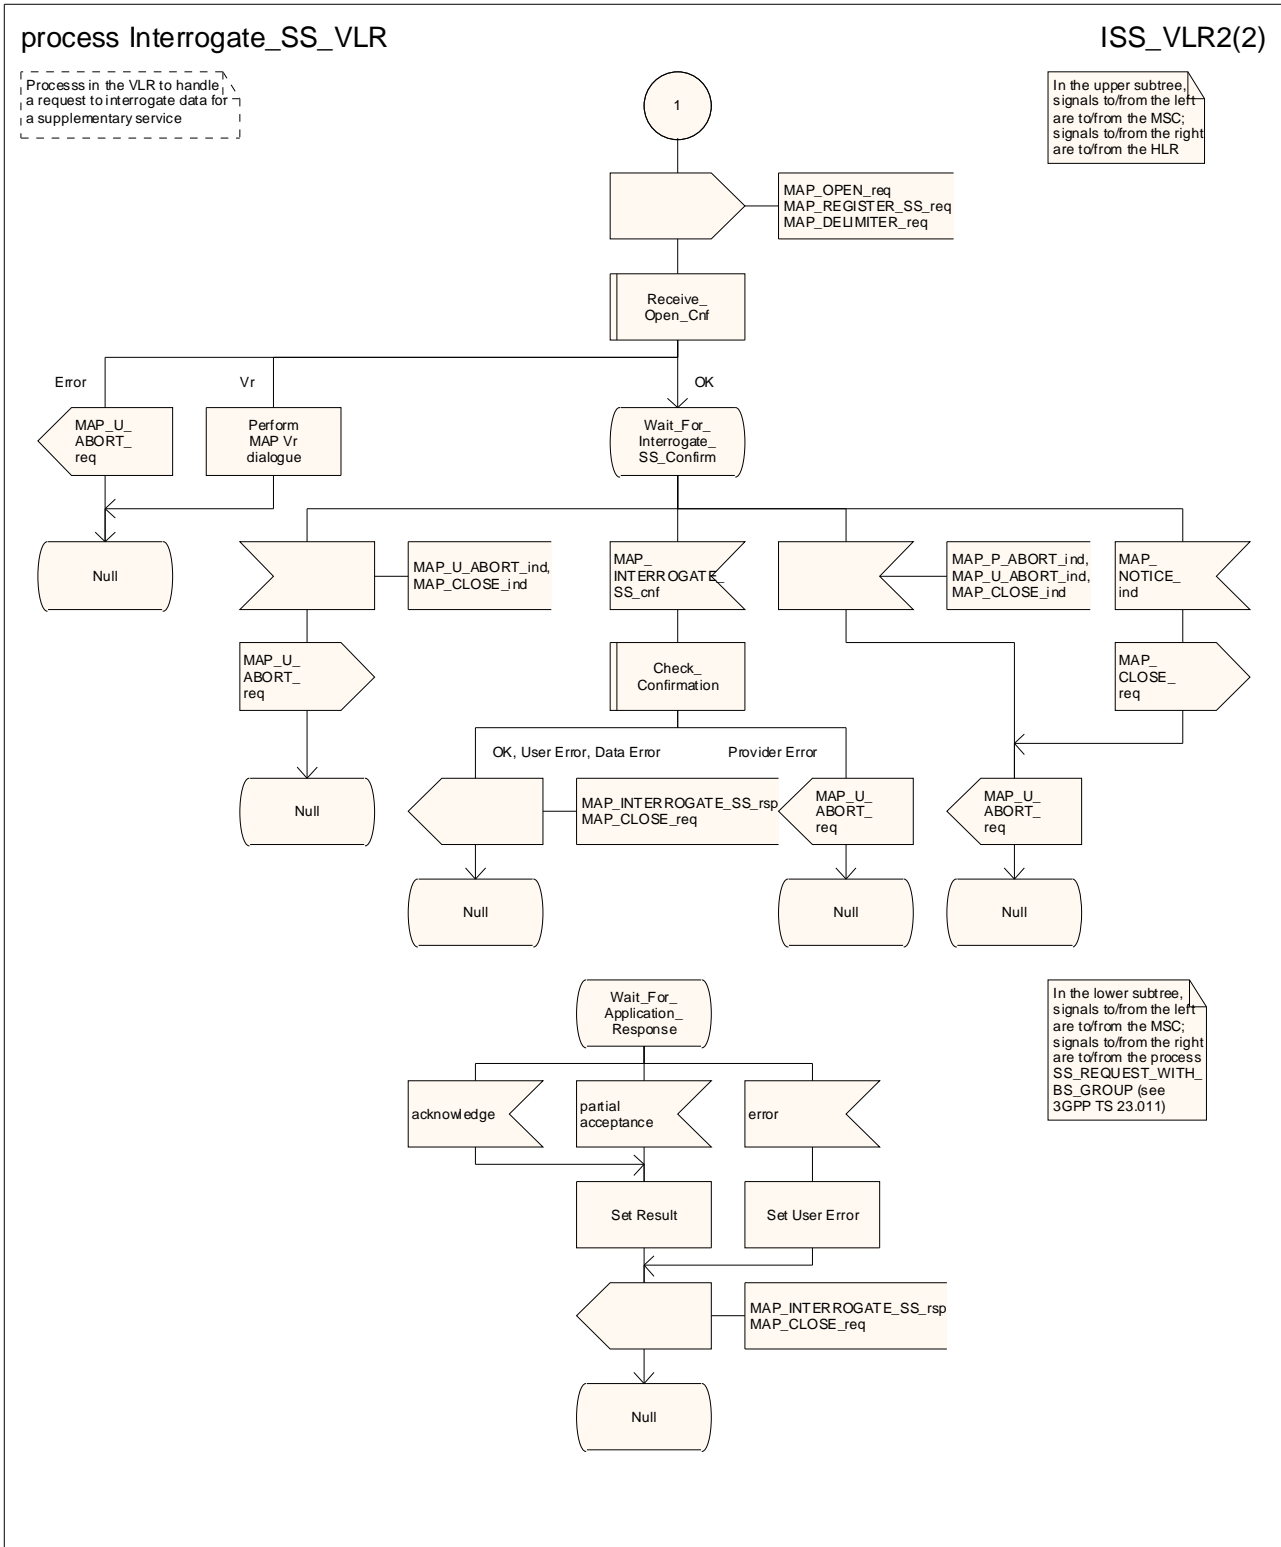 process Interrogate_SS_VLR
ISS_VLR2(2)
Processs in the VLR to handle
a request to interrogate data for
a supplementary service
In the upper subtree,
signals to/from the left
are to/from the MSC;
signals to/from the right
are to/from the HLR
1
MAP_OPEN_req
MAP_REGISTER_SS_req
MAP_DELIMITER_req
Receive_
Open_Cnf
Error
Vr
OK
MAP_U_
ABORT_
req
Perform
MAP Vr
dialogue
Wait_For_
Interrogate_
SS_Confirm
Null
MAP_U_ABORT_ind,
MAP_CLOSE_ind
MAP_
INTERROGATE_
SS_cnf
MAP_P_ABORT_ind,
MAP_U_ABORT_ind,
MAP_CLOSE_ind
MAP_
NOTICE_
ind
MAP_U_
ABORT_
req
Check_
Confirmation
MAP_
CLOSE_
req
OK, User Error, Data Error
Provider Error
Null
MAP_INTERROGATE_SS_rsp
MAP_CLOSE_req
MAP_U_
ABORT_
req
MAP_U_
ABORT_
req
Null
Null
Null
Wait_For_
Application_
Response
In the lower subtree,
signals to/from the left
are to/from the MSC;
signals to/from the right
are to/from the process
SS_REQUEST_WITH_
BS_GROUP (see
3GPP TS 23.011)
acknowledge
partial
acceptance
error
Set Result
Set User Error
MAP_INTERROGATE_SS_rsp
MAP_CLOSE_req
Null